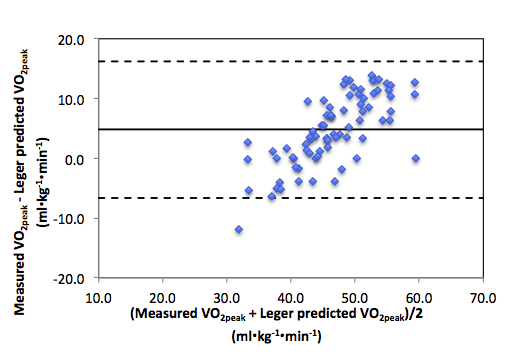 Measured VO2peak - Leger predicted VO2peak
(ml•kg-1•min-1)
20.0
10.0
0.0
-10.0
-20.0
10.0 20.0 30.0 40.0 50.0 60.0 70.0
(Measured VO2peak + Leger predicted VO2peak)/2
(ml•kg-1•min-1)